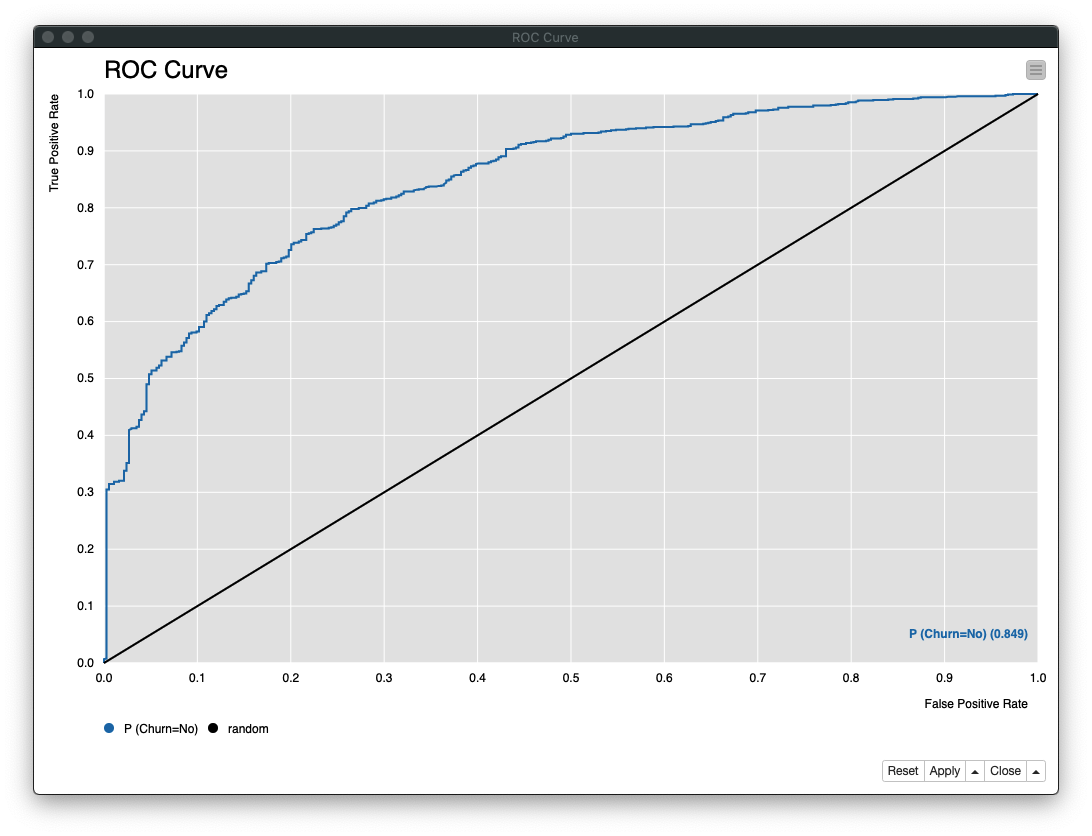 ROC Curve
ROC Curve
True Positive Rate
1.0
0.9
0.8
0.7
0.6
0.5
0.4
0.3
0.2
0.1
0.0
P (Churn=No) (0.849)
0.0 0.1 0.2 0.3 0.4 0.5 0.6 0.7 0.8 0.9 1.0
False Positive Rate
P (Churn=No) random
Reset Apply Close